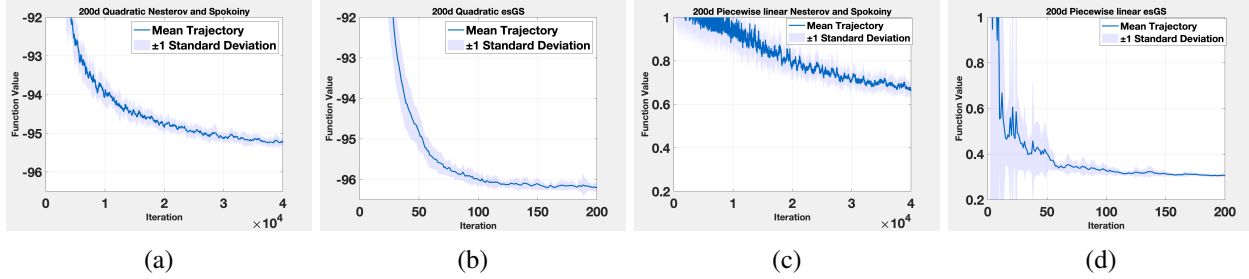 200d Quadratic Nesterov and Spokoiny
-92
-93
-94
-95
-96
Function Value
Mean Trajectory
±1 Standard Deviation
0
1
2
3
4
Iteration
× 10⁴
(a)
200d Quadratic esGS
-92
-93
-94
-95
-96
Function Value
Mean Trajectory
±1 Standard Deviation
0
50
100
150
200
Iteration
(b)
200d Piecewise linear Nesterov and Spokoiny
1
0.8
0.6
0.4
0.2
Function Value
Mean Trajectory
±1 Standard Deviation
0
1
2
3
4
Iteration
× 10⁴
(c)
200d Piecewise linear esGS
1
0.8
0.6
0.4
0.2
Function Value
Mean Trajectory
±1 Standard Deviation
0
50
100
150
200
Iteration
(d)